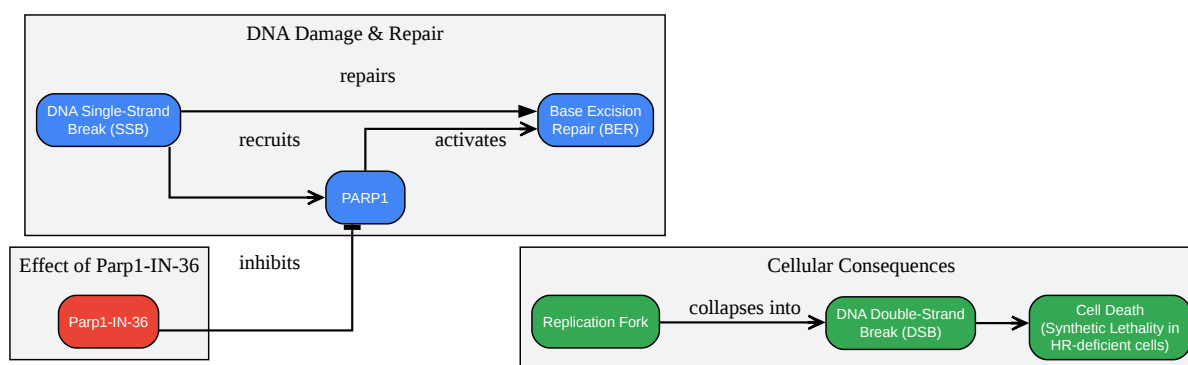 DNA Damage & Repair
repairs
DNA Single-Strand
Break (SSB)
Base Excision
Repair (BER)
recruits
activates
PARP1
Effect of Parp1-IN-36
inhibits
Parp1-IN-36
Cellular Consequences
Replication Fork
collapses into
DNA Double-Strand
Break (DSB)
Cell Death
(Synthetic Lethality in
HR-deficient cells)